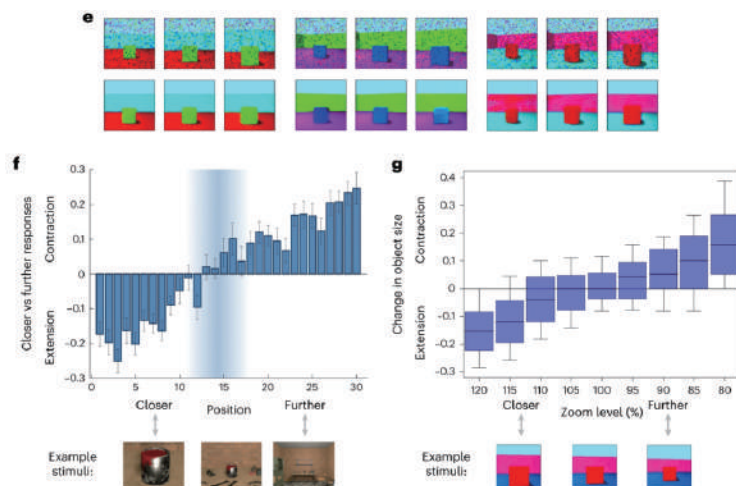 e
f
0.3
0.2
0.1
0
−0.1
−0.2
−0.3
Closer vs further responses
Extension
Contraction
1
5
10
15
20
25
30
Closer
Position
Further
Example
stimuli:
g
0.4
0.3
0.2
0.1
0
−0.1
−0.2
−0.3
Change in object size
Extension
Contraction
120
115
110
105
100
95
90
85
80
Closer
Zoom level (%)
Further
Example
stimuli: